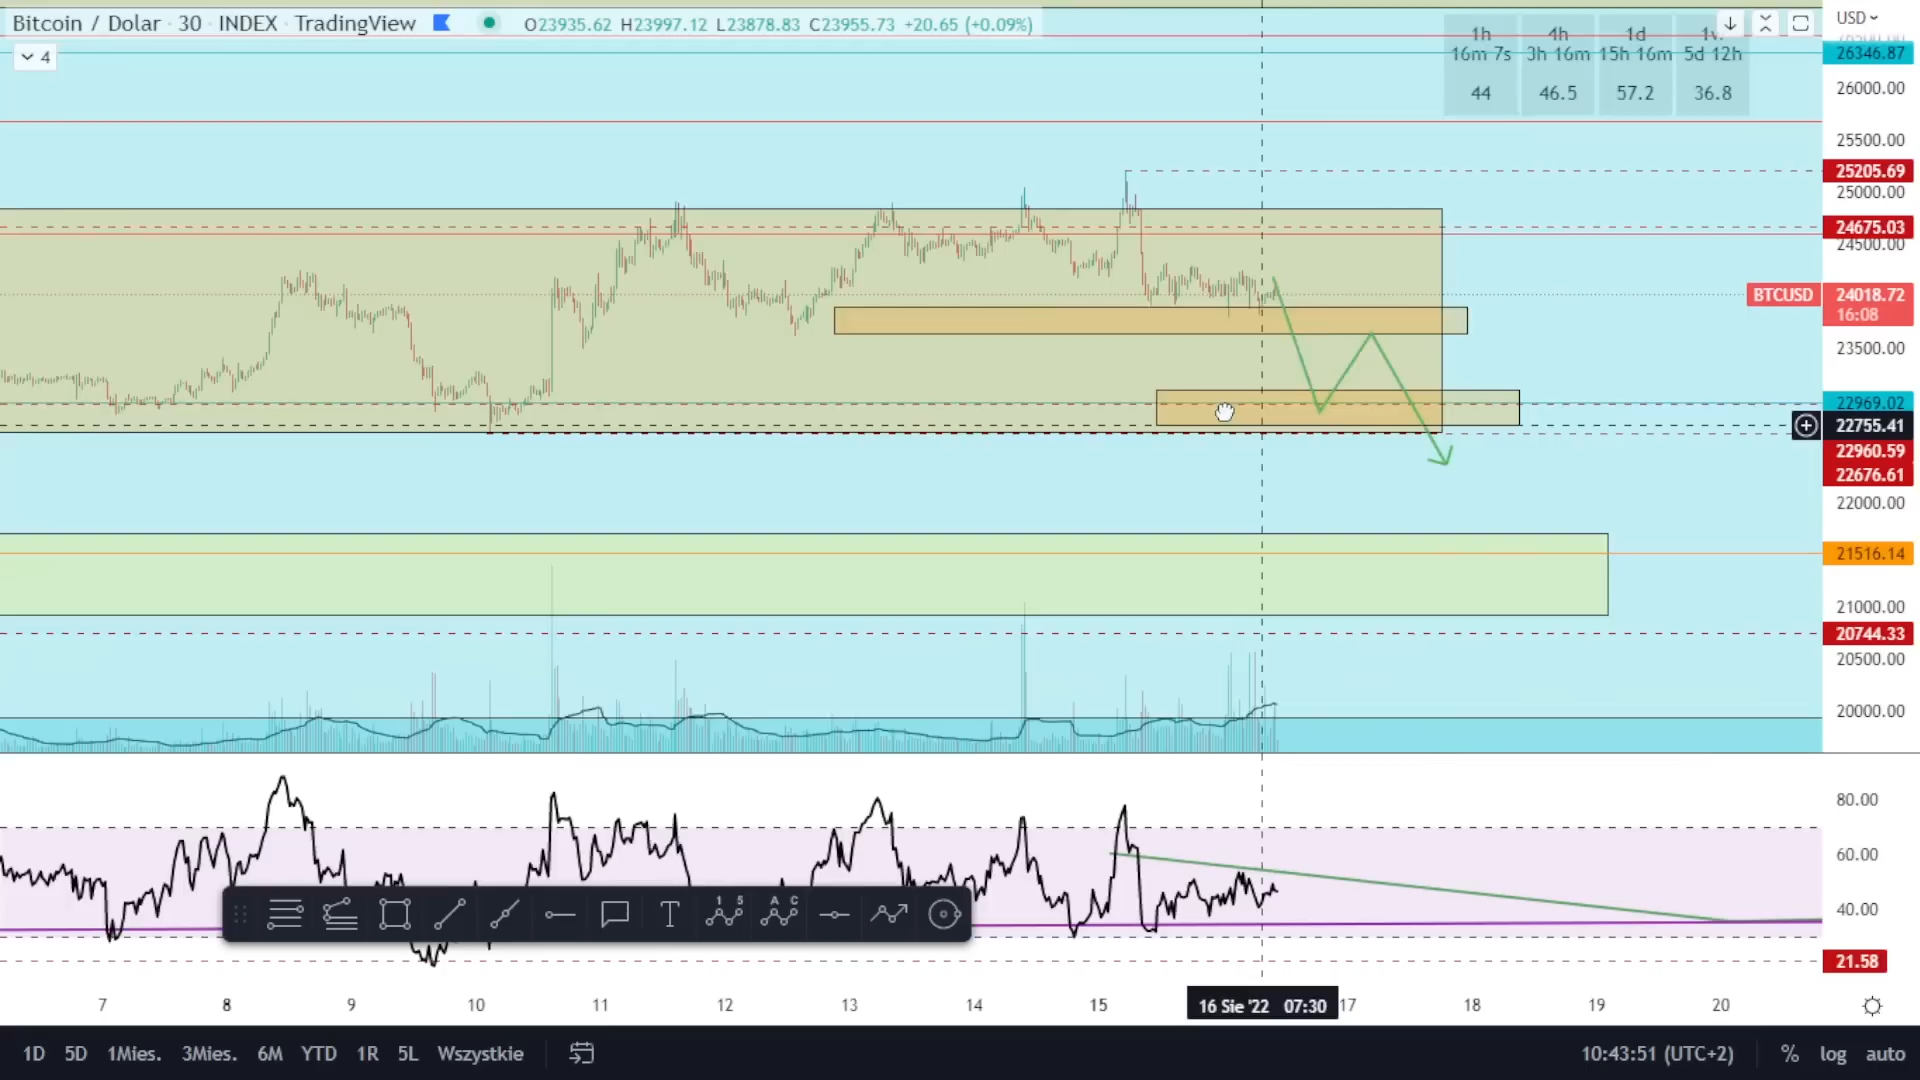 Bitcoin / Dolar · 30 · INDEX · TradingView O23935.62 H23997.12 L23878.83 C23955.73 +20.65 (+0.09%)
4
1h 4h 1d
16m 7s 3h 16m 15h 16m 5d 12h
44 46.5 57.2 36.8
USD
26346.87
26000.00
25500.00
25205.69
25000.00
24675.03
24500.00
BTCUSD 24018.72
16:08
23500.00
22969.02
22755.41
22960.59
22676.61
22000.00
21516.14
21000.00
20744.33
20500.00
20000.00
80.00
60.00
40.00
21.58
1 5 A C
T
7 8 9 10 11 12 13 14 15 16 Sie '22 07:30 17 18 19 20
1D 5D 1Mies. 3Mies. 6M YTD 1R 5L Wszystkie 10:43:51 (UTC+2) % log auto